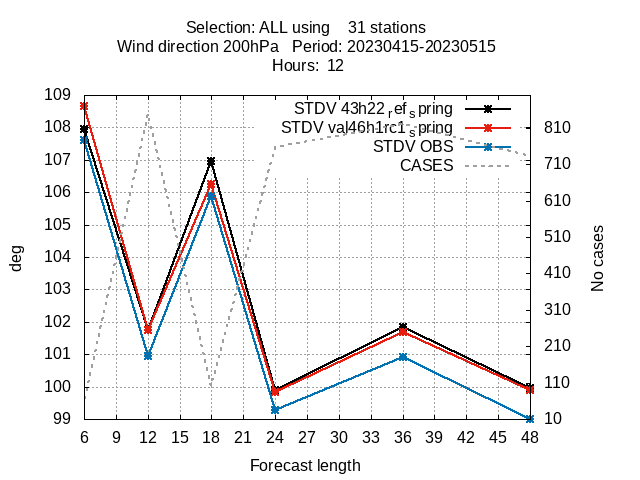 Selection: ALL using 31 stations
Wind direction 200hPa Period: 20230415-20230515
Hours: 12
STDV 43h22ref spring
STDV val46h1rc1spring
STDV OBS
CASES
109
108
107
106
105
104
103
102
101
100
99
810
710
610
510
410
310
210
110
10
deg
No cases
6 9 12 15 18 21 24 27 30 33 36 39 42 45 48
Forecast length